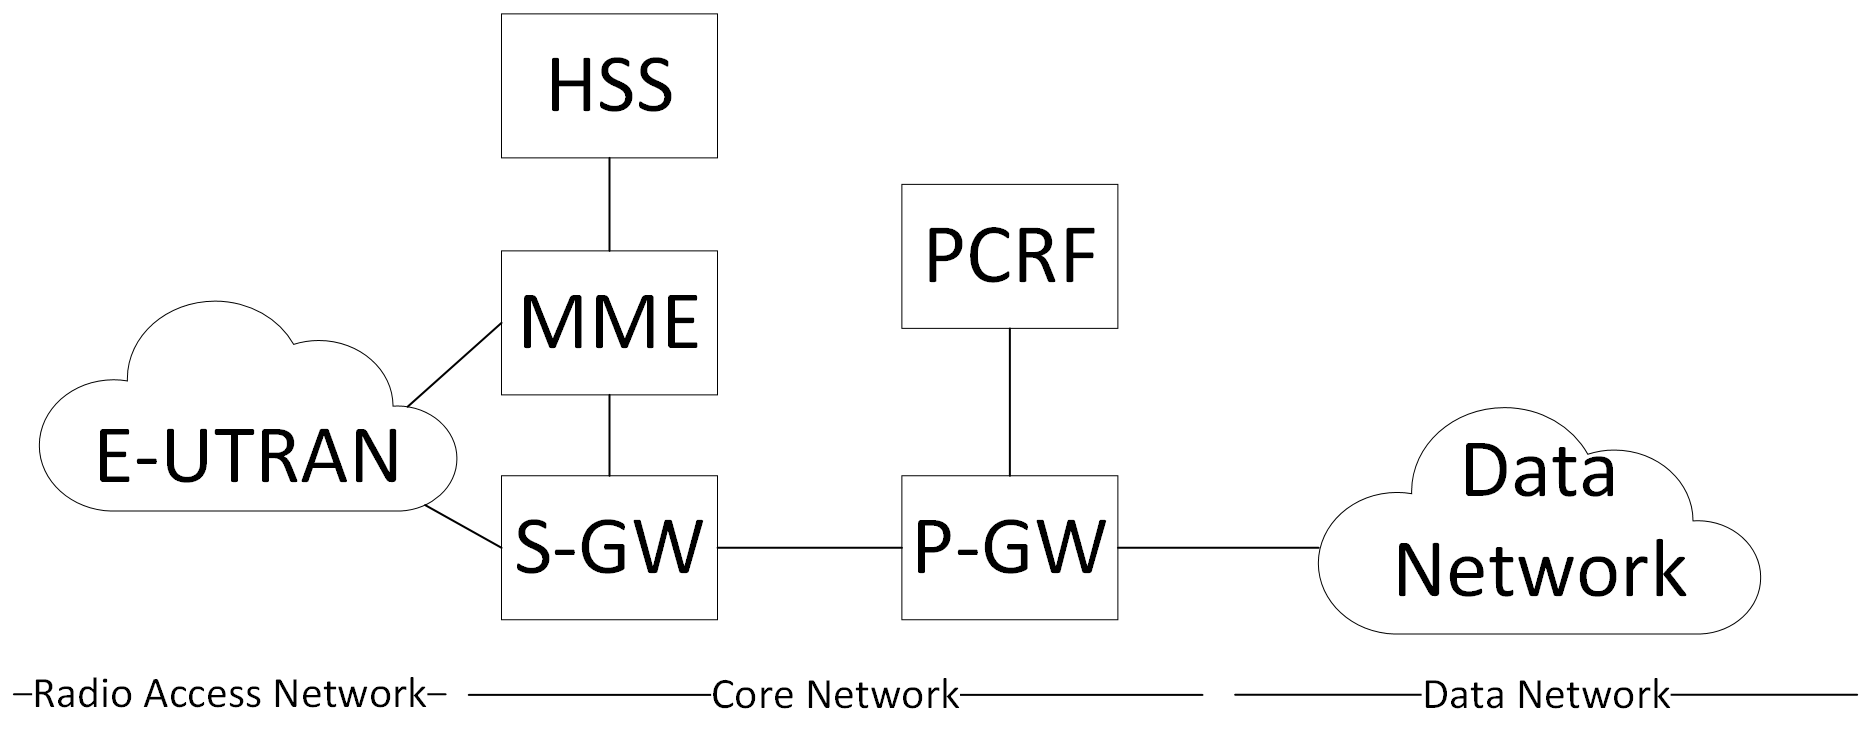 HSS
PCRF
MME
E-UTRAN
S-GW
P-GW
Data
Network
Radio Access Network
Core Network
Data Network